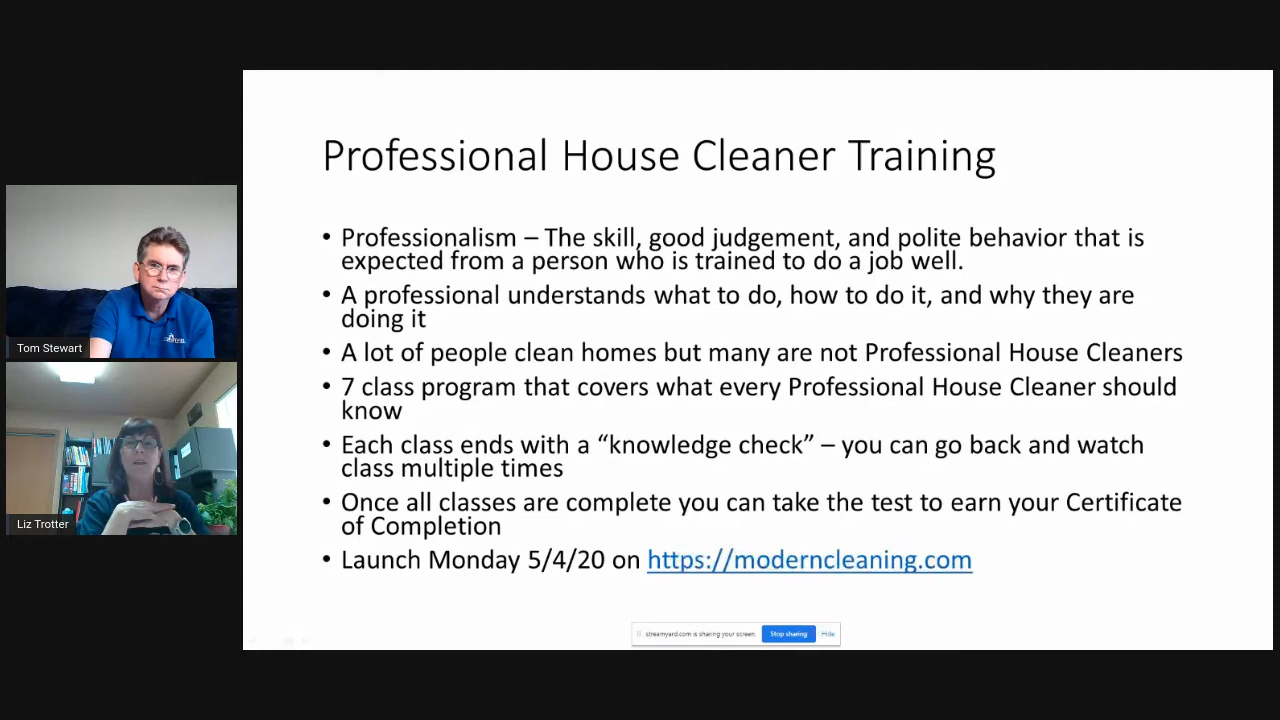 Professional House Cleaner Training
• Professionalism – The skill, good judgement, and polite behavior that is
expected from a person who is trained to do a job well.
• A professional understands what to do, how to do it, and why they are
doing it
• A lot of people clean homes but many are not Professional House Cleaners
• 7 class program that covers what every Professional House Cleaner should
know
• Each class ends with a “knowledge check” – you can go back and watch
class multiple times
• Once all classes are complete you can take the test to earn your Certificate
of Completion
• Launch Monday 5/4/20 on https://moderncleaning.com
Tom Stewart
Liz Trotter
streamyard.com is sharing your screen. Stop sharing Hide